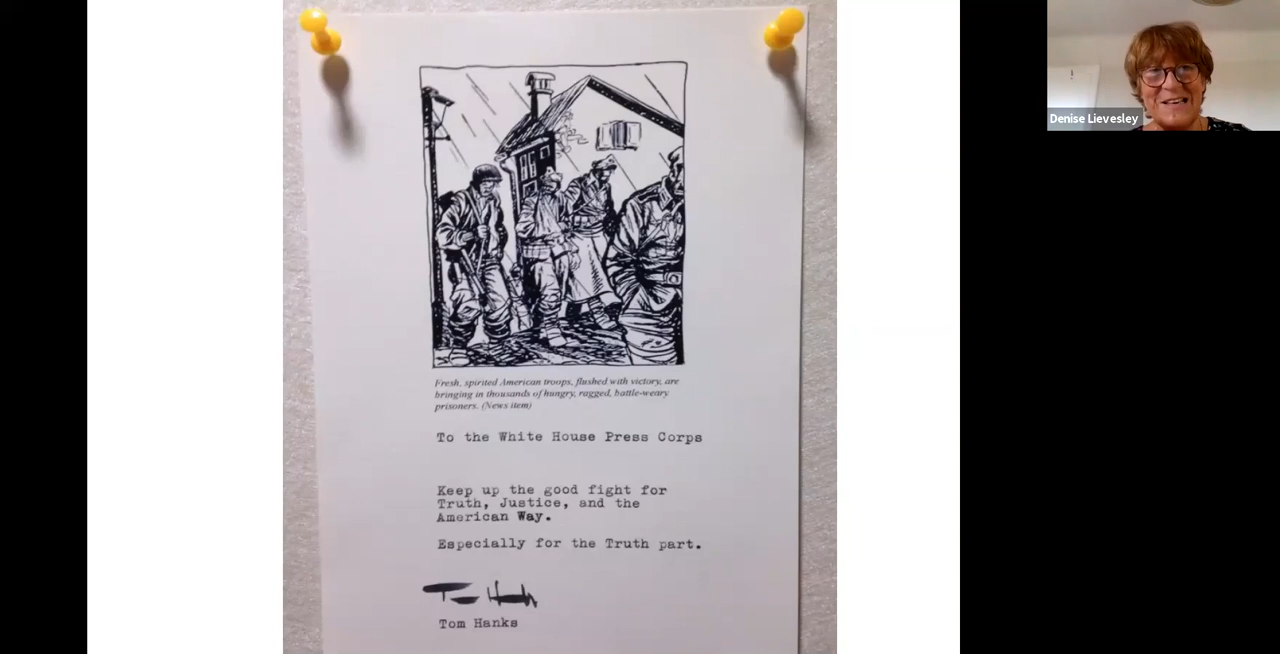 Denise Lievesley
Fresh, spirited American troops, flushed with victory, are
bringing in thousands of hungry, ragged, battle-weary
prisoners. (News item)
To the White House Press Corps
Keep up the good fight for
Truth, Justice, and the
American Way.
Especially for the Truth part.
Tom Hanks
Tom Hanks